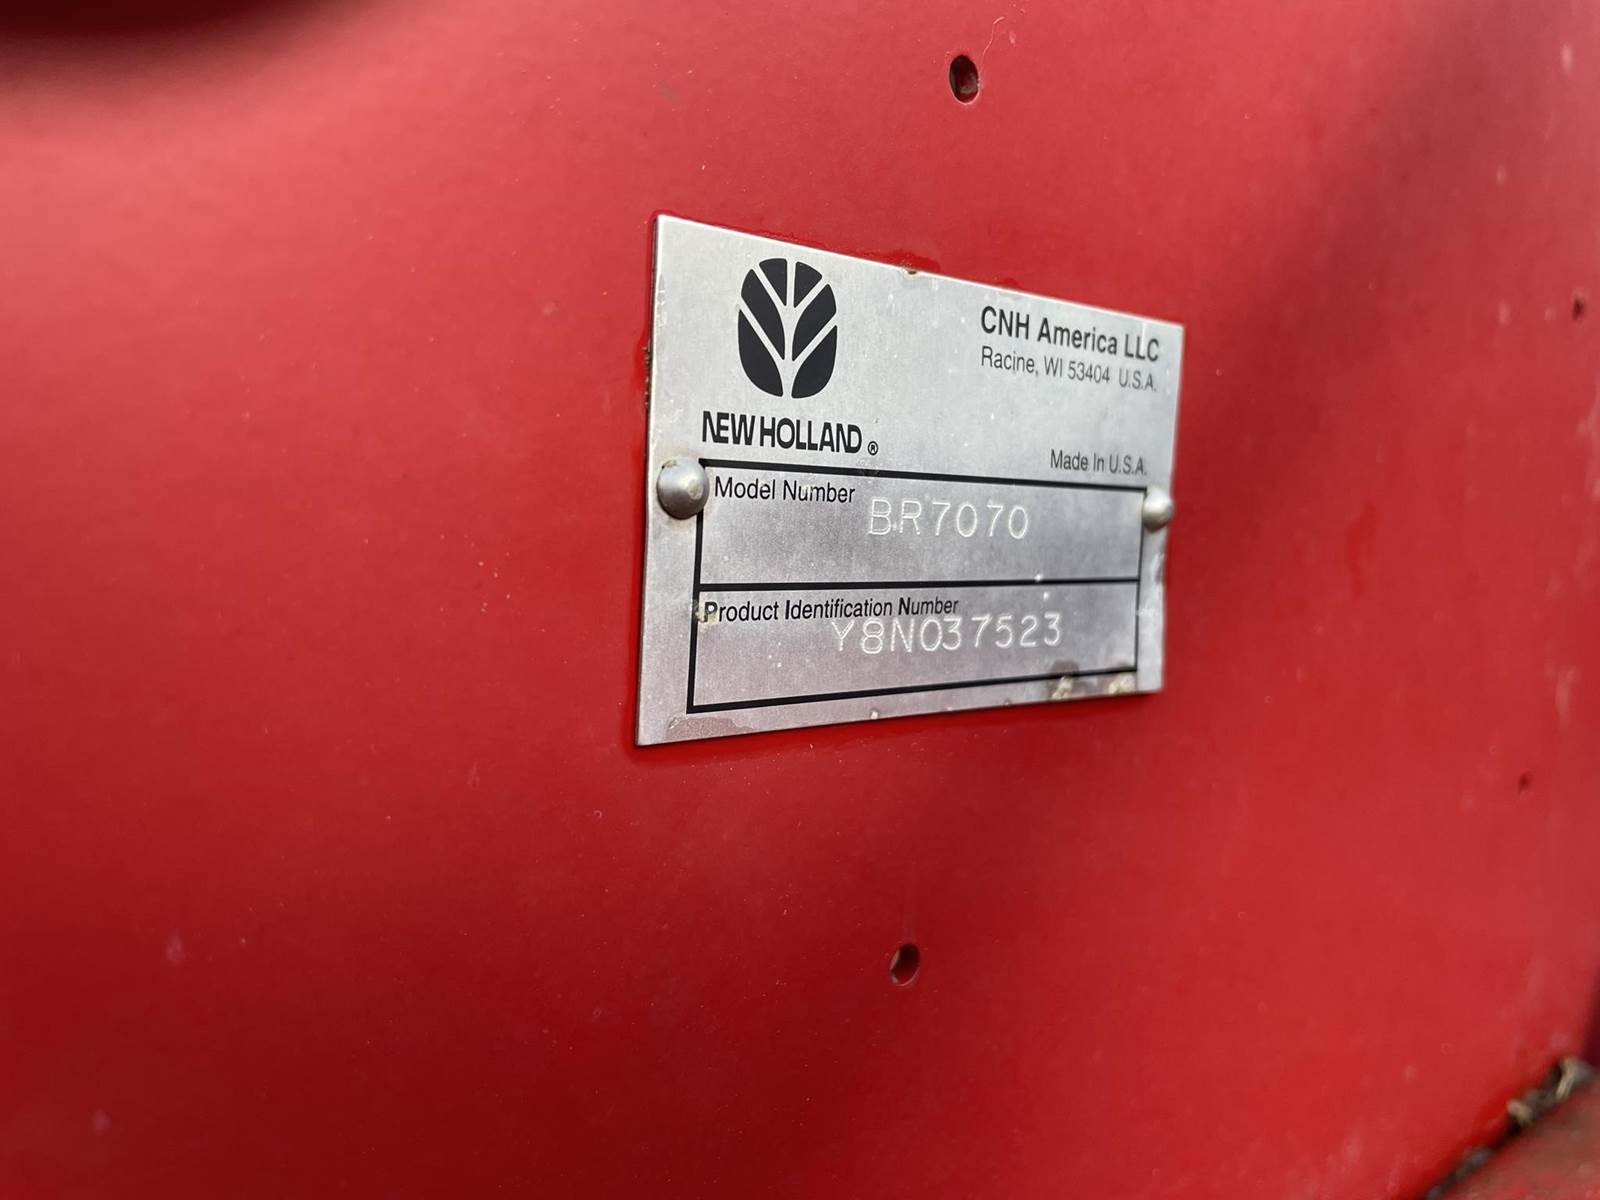 CNH America LLC
Racine, WI 53404 U.S.A.
NEW HOLLAND®
Made In U.S.A.
Model Number BR7070
Product Identification Number
Y8N037523